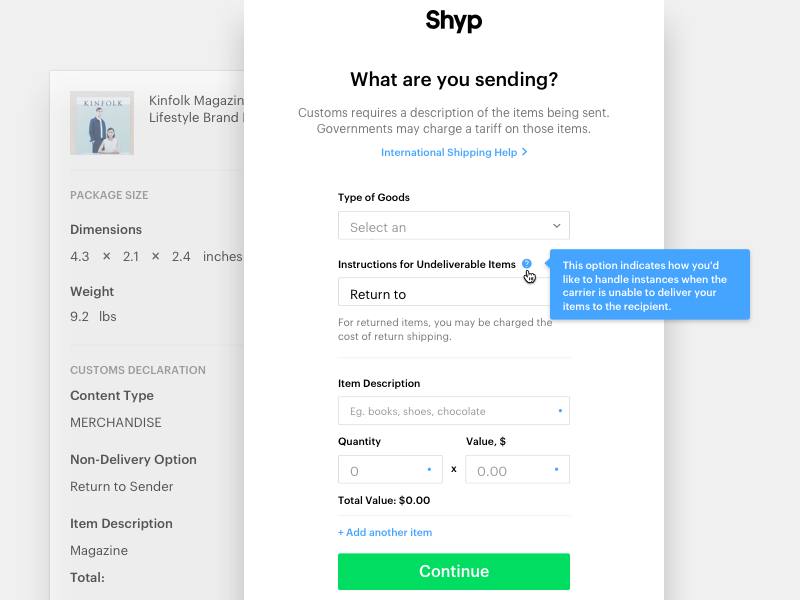 Shyp
What are you sending?
Customs requires a description of the items being sent.
Governments may charge a tariff on those items.
International Shipping Help
Type of Goods
Select an
Instructions for Undeliverable Items ?
Return to
For returned items, you may be charged the
cost of return shipping.
This option indicates how you'd
like to handle instances when the
carrier is unable to deliver your
items to the recipient.
Item Description
Eg. books, shoes, chocolate
Quantity Value, $
0 x 0.00
Total Value: $0.00
+ Add another item
Continue
KINFOLK
Kinfolk Magazin
Lifestyle Brand
PACKAGE SIZE
Dimensions
4.3 × 2.1 × 2.4 inches
Weight
9.2 lbs
CUSTOMS DECLARATION
Content Type
MERCHANDISE
Non-Delivery Option
Return to Sender
Item Description
Magazine
Total: